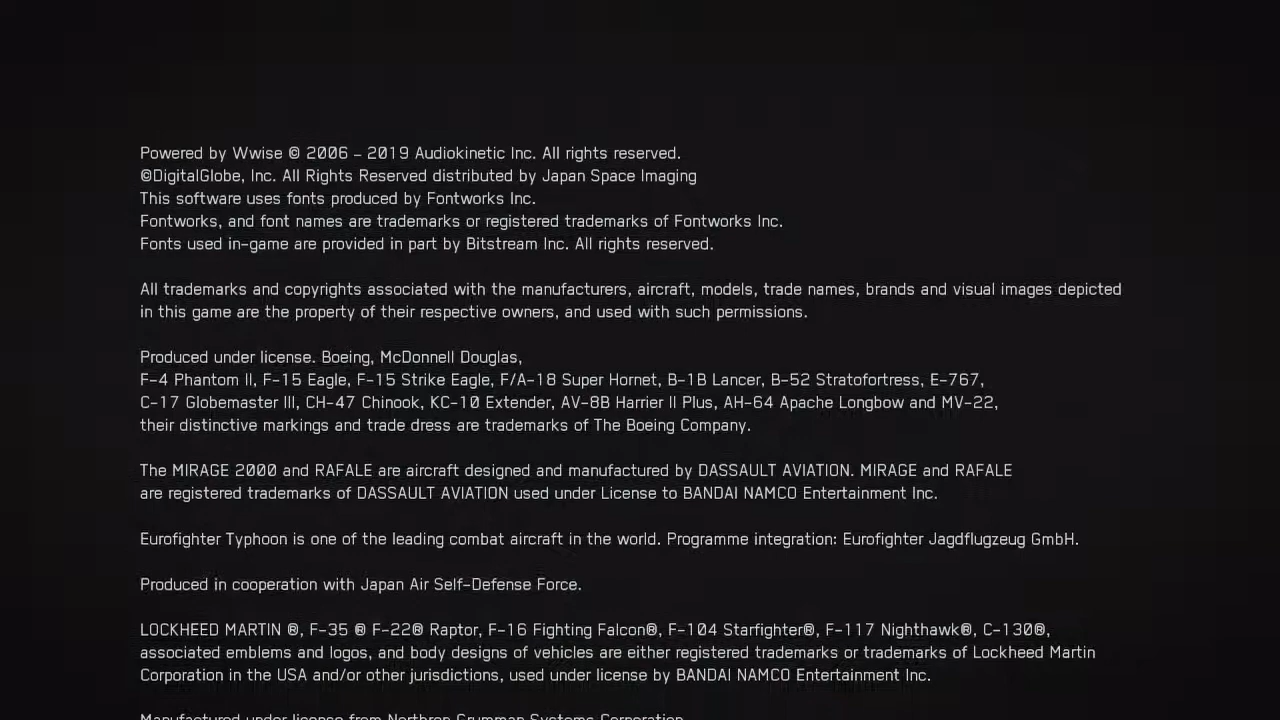 Powered by Wwise © 2006 – 2019 Audiokinetic Inc. All rights reserved.
©DigitalGlobe, Inc. All Rights Reserved distributed by Japan Space Imaging
This software uses fonts produced by Fontworks Inc.
Fontworks, and font names are trademarks or registered trademarks of Fontworks Inc.
Fonts used in-game are provided in part by Bitstream Inc. All rights reserved.
All trademarks and copyrights associated with the manufacturers, aircraft, models, trade names, brands and visual images depicted
in this game are the property of their respective owners, and used with such permissions.
Produced under license. Boeing, McDonnell Douglas,
F-4 Phantom II, F-15 Eagle, F-15 Strike Eagle, F/A-18 Super Hornet, B-1B Lancer, B-52 Stratofortress, E-767,
C-17 Globemaster III, CH-47 Chinook, KC-10 Extender, AV-8B Harrier II Plus, AH-64 Apache Longbow and MV-22,
their distinctive markings and trade dress are trademarks of The Boeing Company.
The MIRAGE 2000 and RAFALE are aircraft designed and manufactured by DASSAULT AVIATION. MIRAGE and RAFALE
are registered trademarks of DASSAULT AVIATION used under License to BANDAI NAMCO Entertainment Inc.
Eurofighter Typhoon is one of the leading combat aircraft in the world. Programme integration: Eurofighter Jagdflugzeug GmbH.
Produced in cooperation with Japan Air Self-Defense Force.
LOCKHEED MARTIN ®, F-35 ® F-22® Raptor, F-16 Fighting Falcon®, F-104 Starfighter®, F-117 Nighthawk®, C-130®,
associated emblems and logos, and body designs of vehicles are either registered trademarks or trademarks of Lockheed Martin
Corporation in the USA and/or other jurisdictions, used under license by BANDAI NAMCO Entertainment Inc.
Manufactured under license from Northrop Grumman Systems Corporation